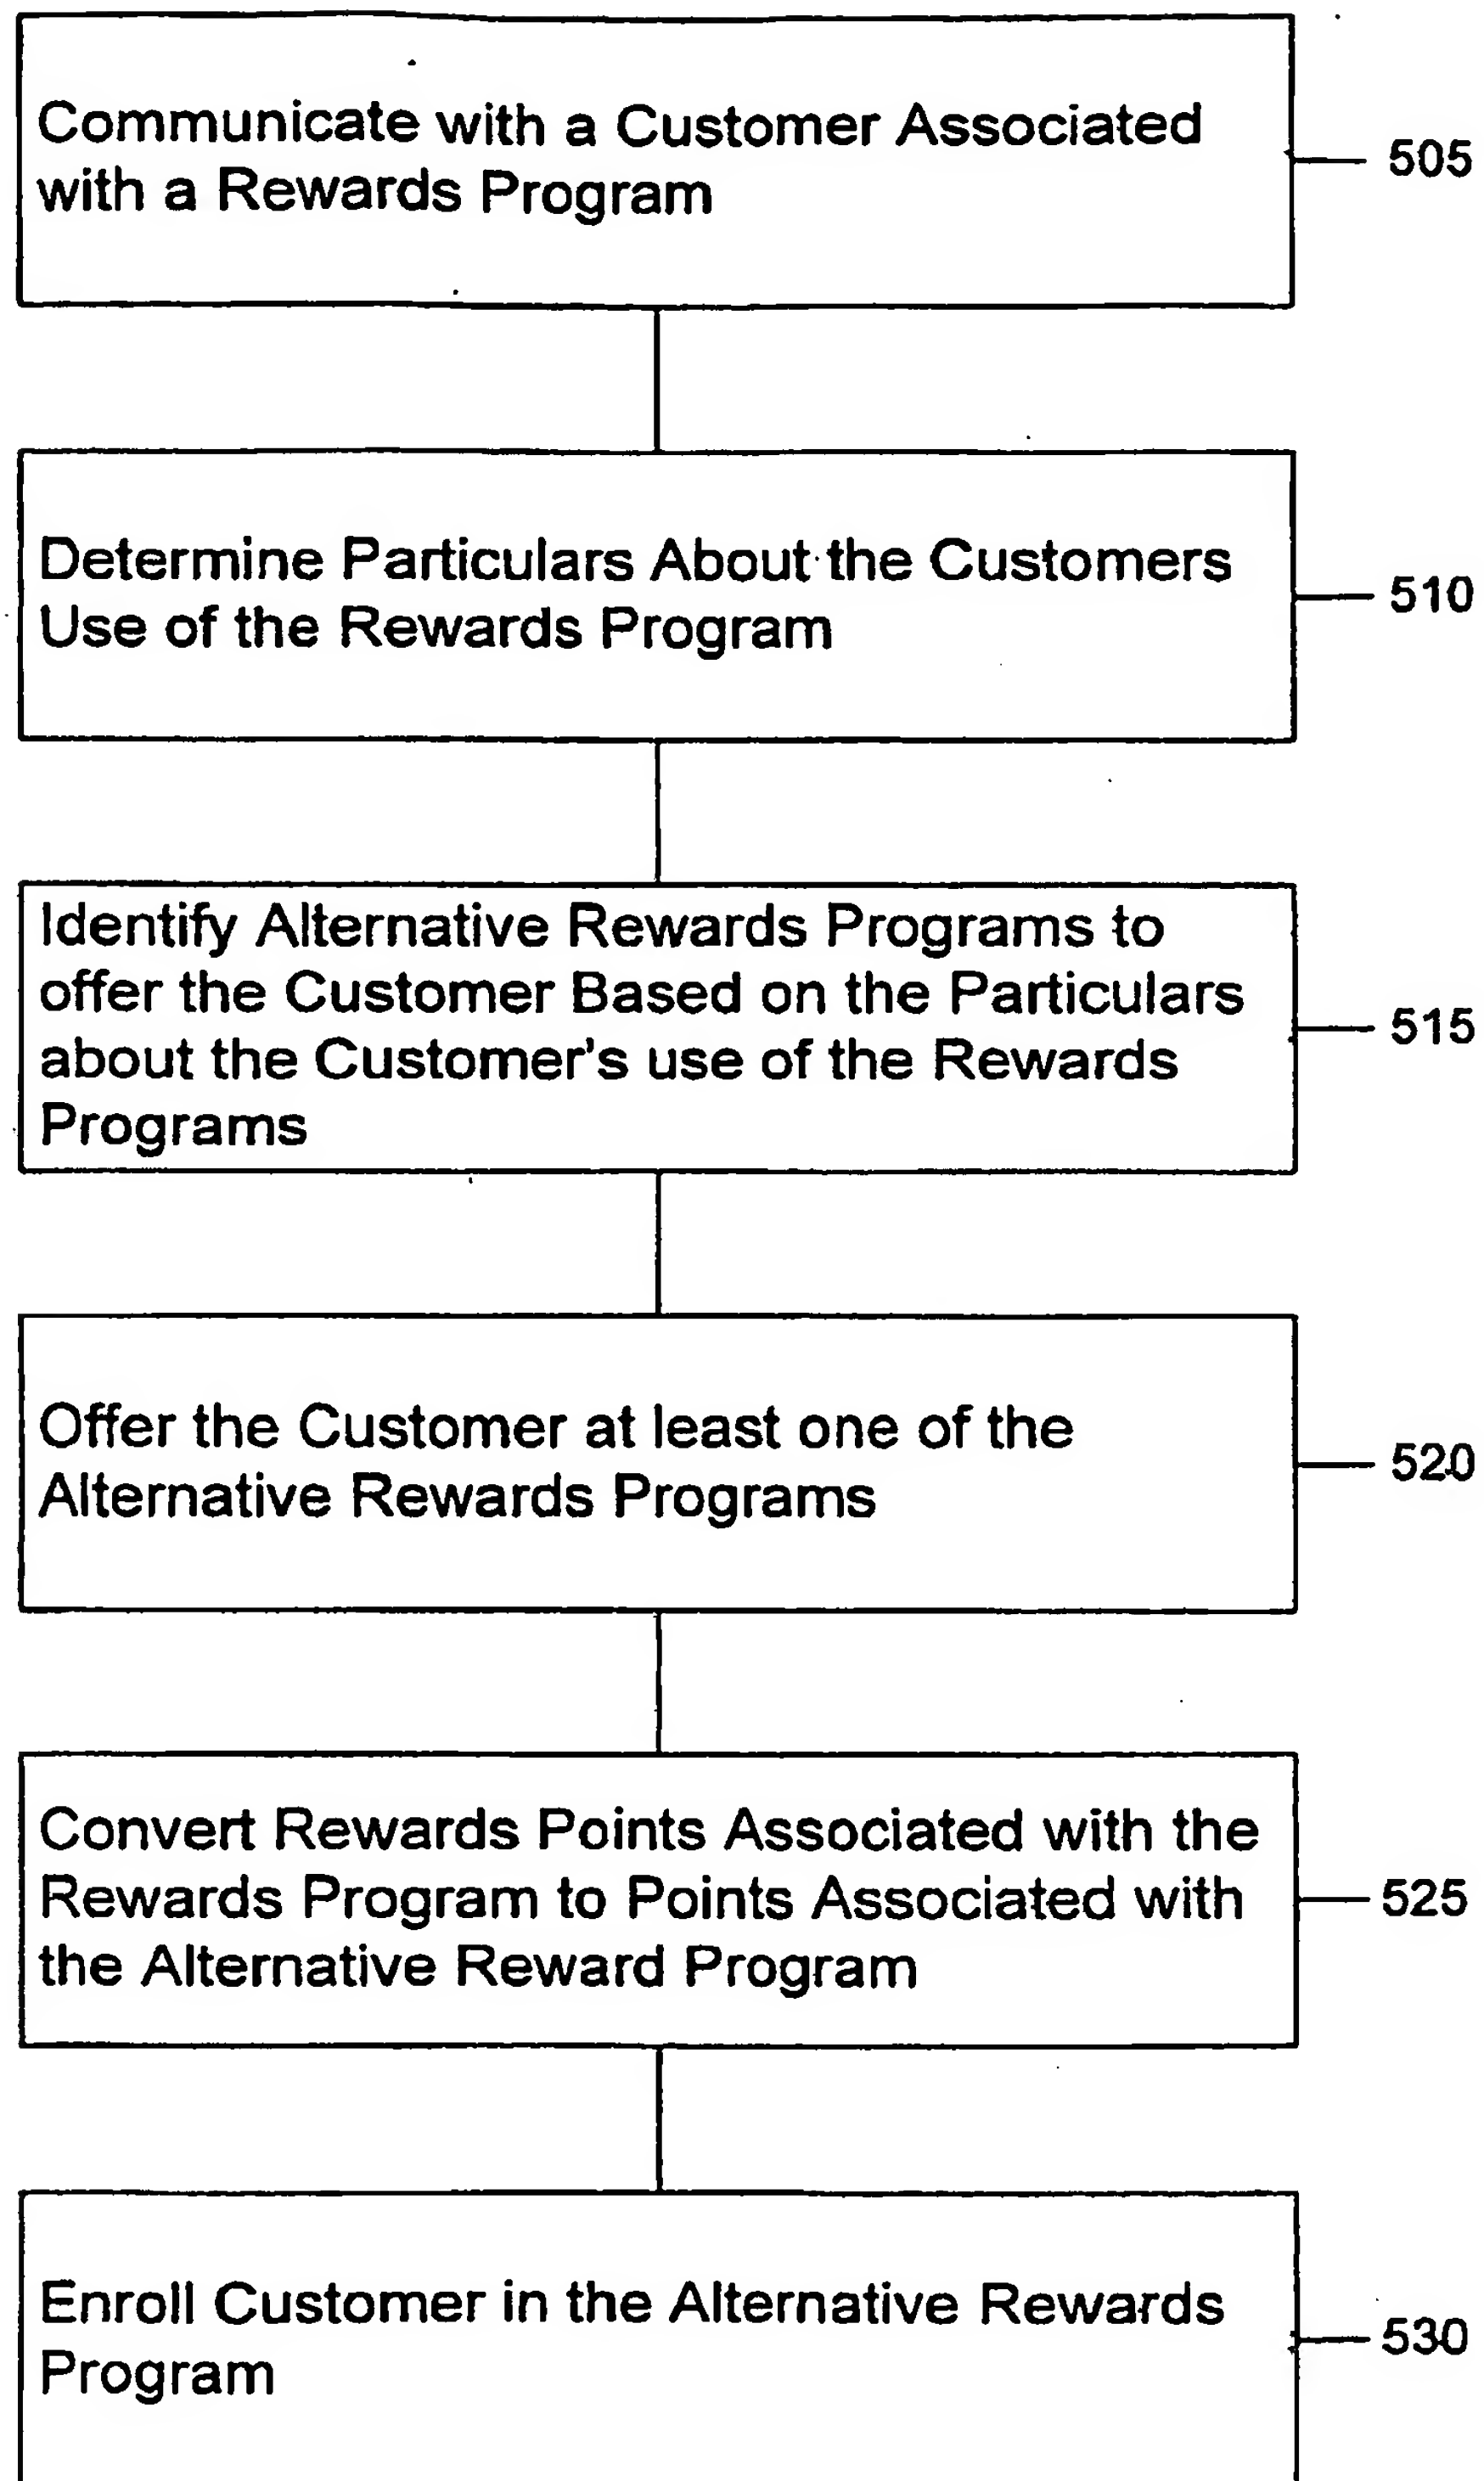 Communicate with a Customer Associated
with a Rewards Program
505
Determine Particulars About the Customers
Use of the Rewards Program
510
Identify Alternative Rewards Programs to
offer the Customer Based on the Particulars
about the Customer's use of the Rewards
Programs
515
Offer the Customer at least one of the
Alternative Rewards Programs
520
Convert Rewards Points Associated with the
Rewards Program to Points Associated with
the Alternative Reward Program
525
Enroll Customer in the Alternative Rewards
Program
530